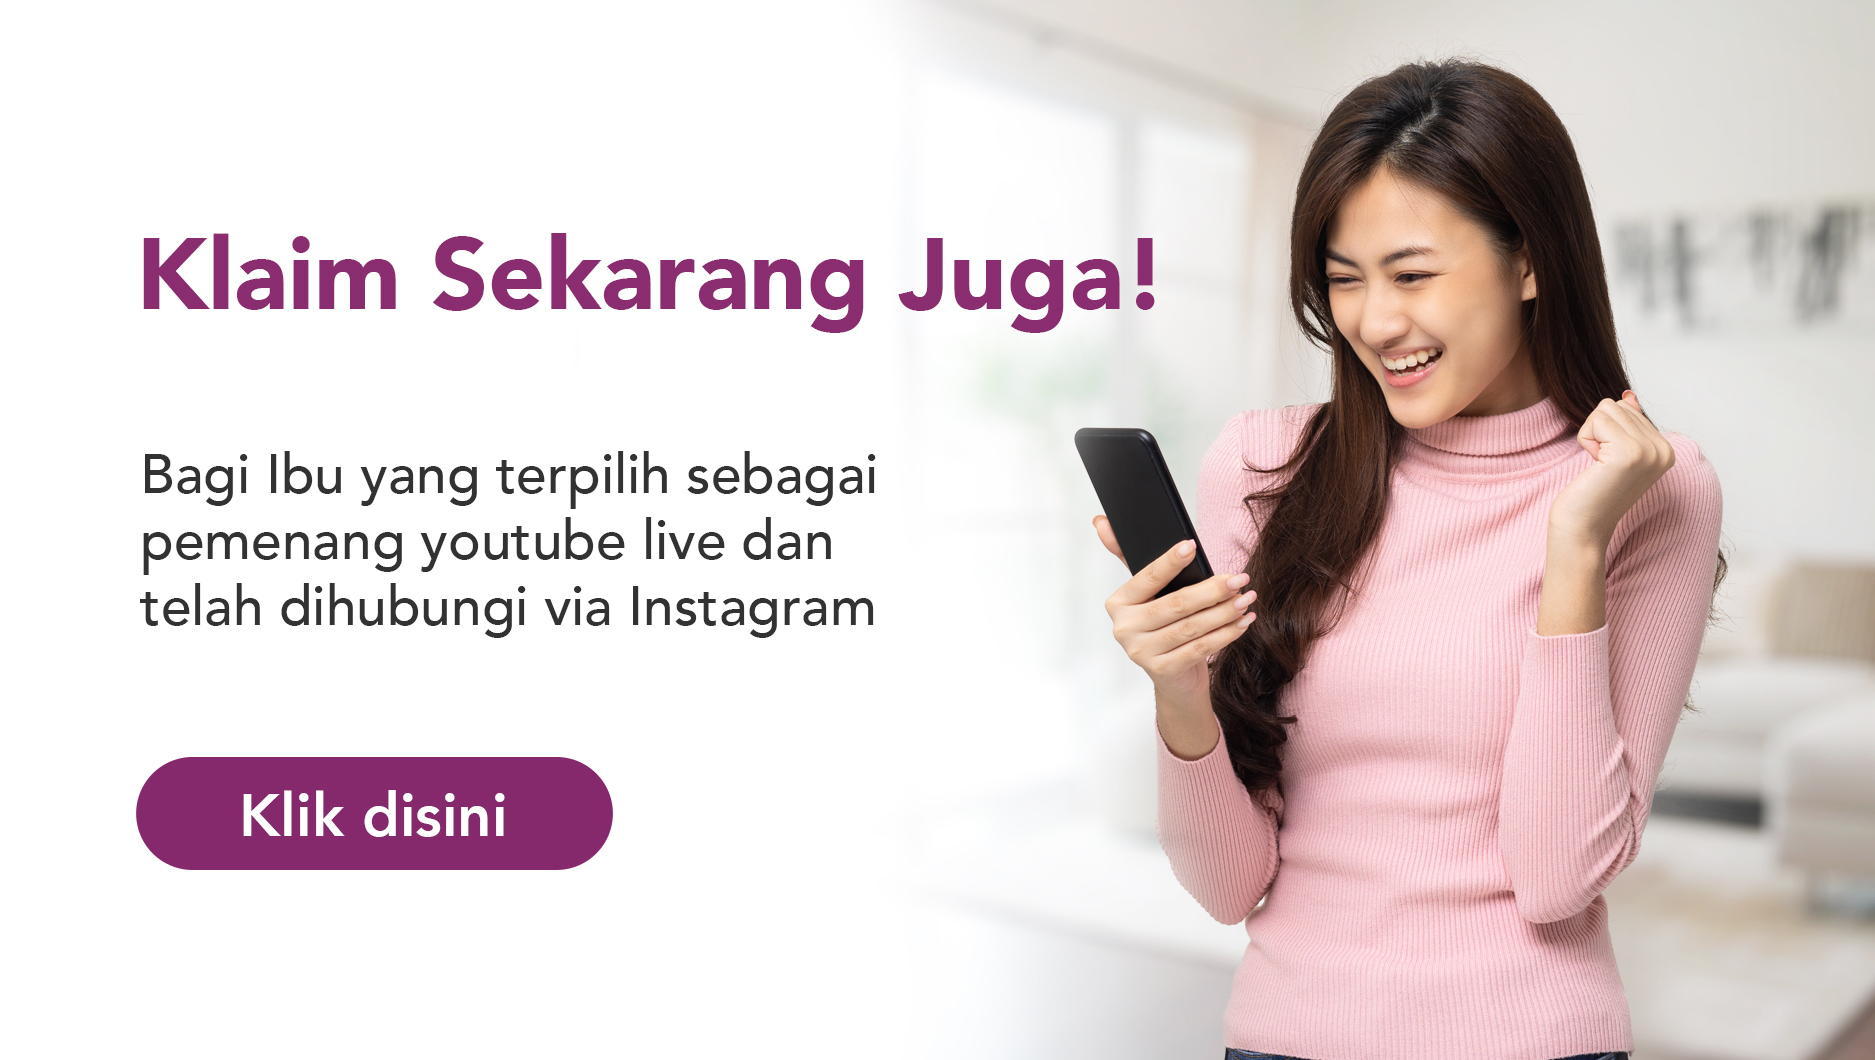 Klaim Sekarang Juga!
Bagi Ibu yang terpilih sebagai
pemenang youtube live dan
telah dihubungi via Instagram
Klik disini